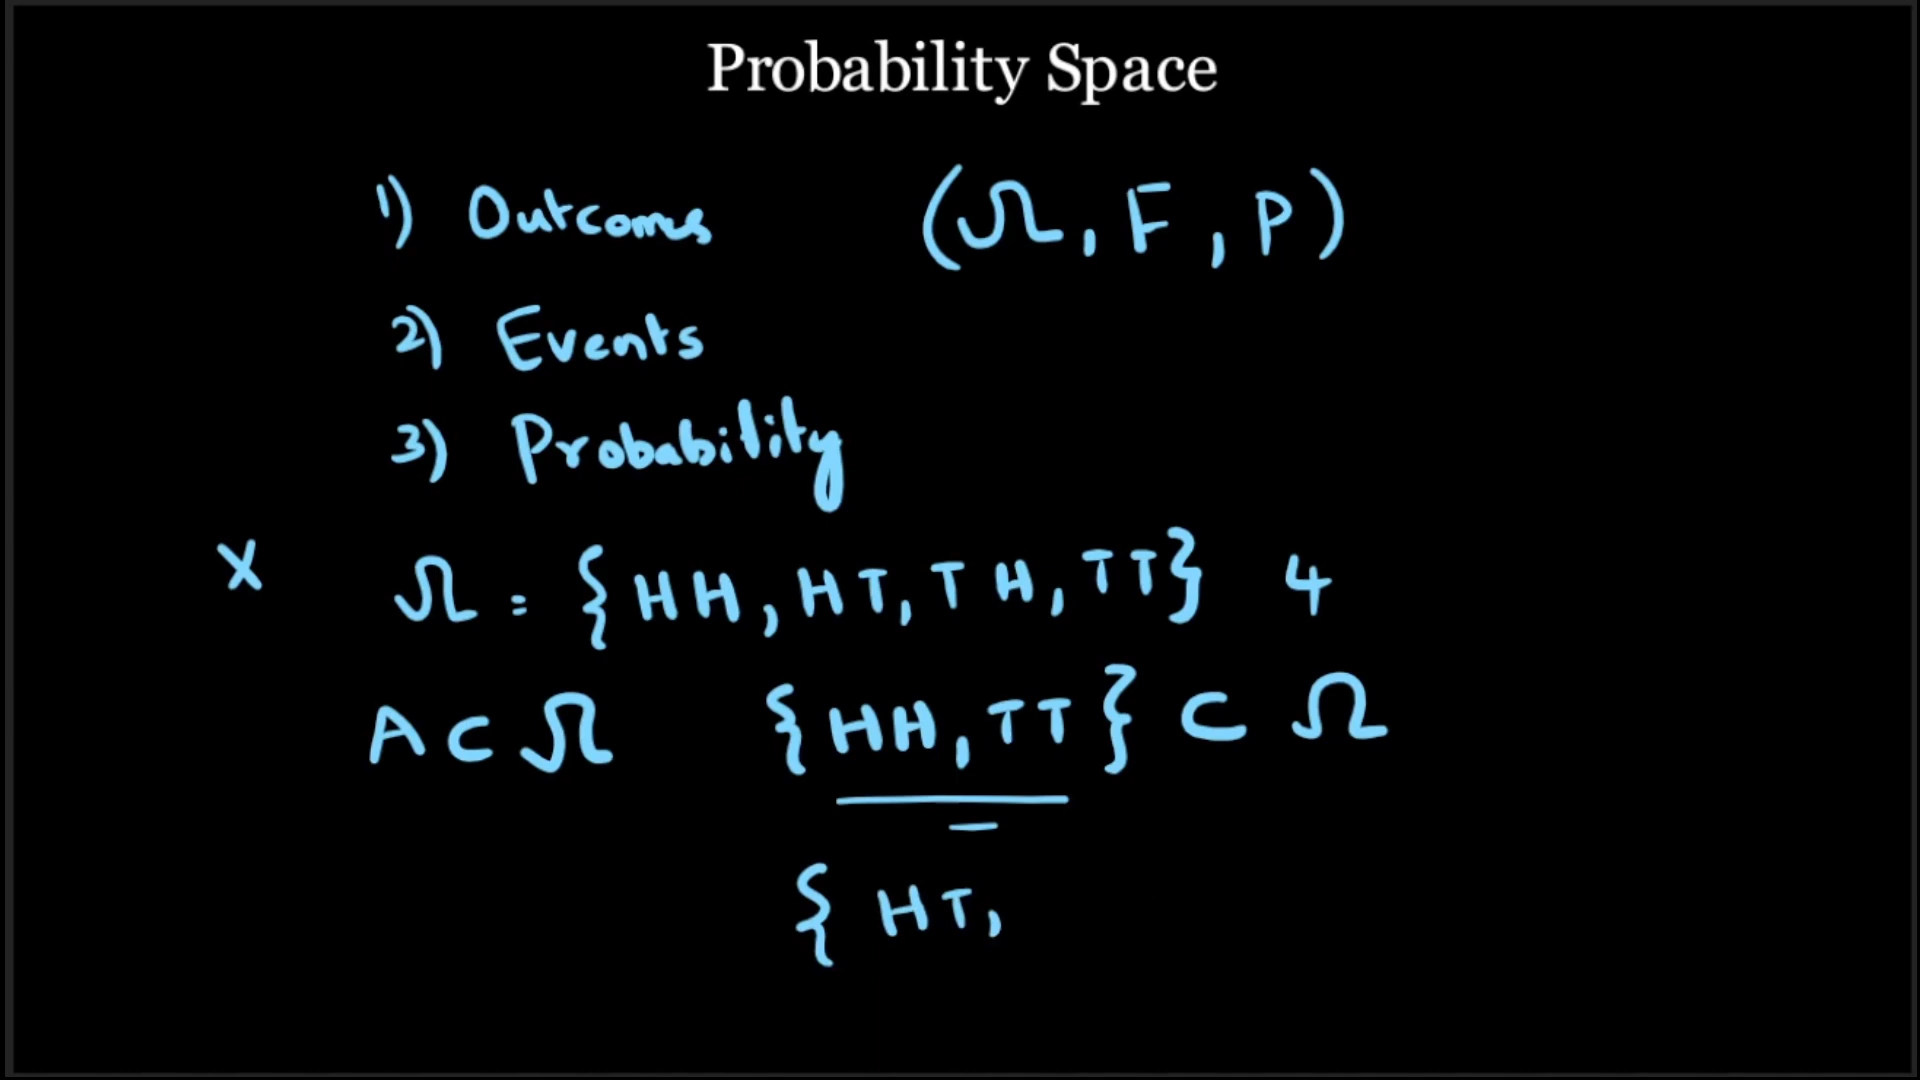 Probability Space
1) Outcomes (Ω, F, P)
2) Events
3) Probability
X Ω = {HH, HT, TH, TT} 4
A ⊂ Ω {HH, TT} ⊂ Ω
{HT,